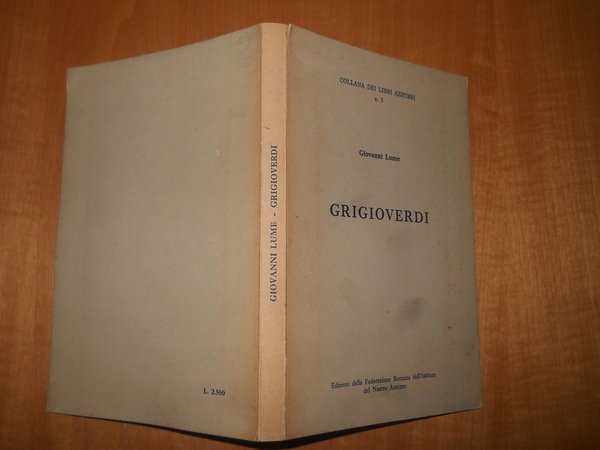 COLLANA DEI LIBRI AZZURRI
n. 5
Giovanni Lume
GRIGIOVERDI
Edizioni della Federazione Romana dell'Istituto
del Nastro Azzurro
GIOVANNI LUME - GRIGIOVERDI
L. 2.500